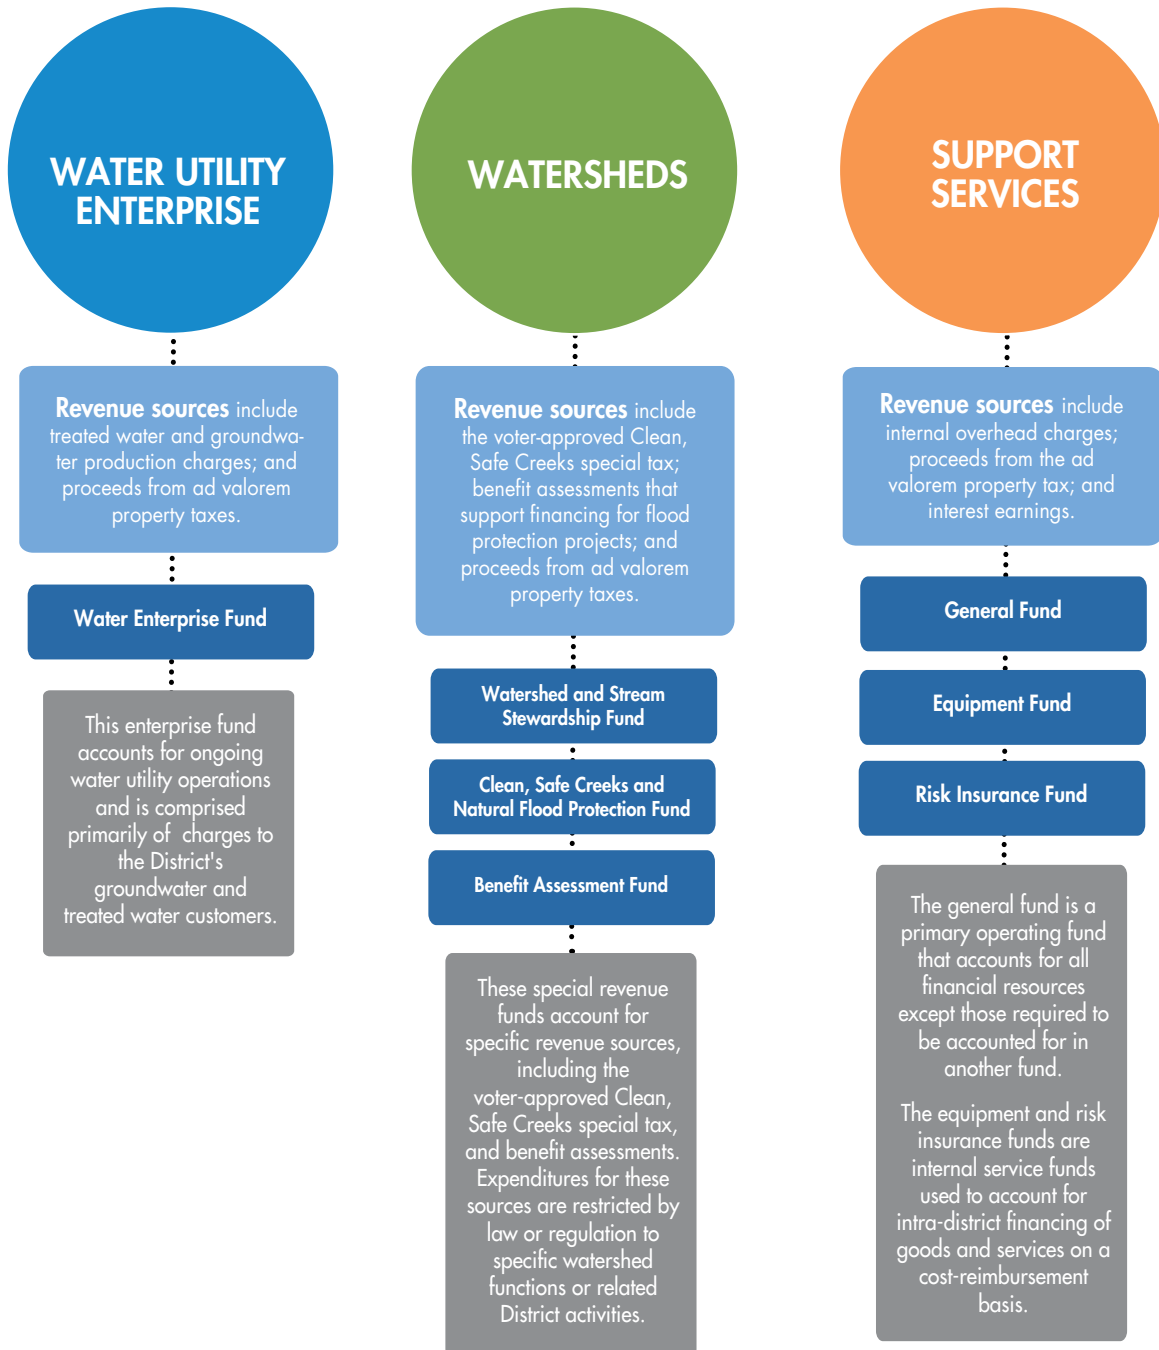 WATER UTILITY
ENTERPRISE
Revenue sources include
treated water and groundwa-
ter production charges; and
proceeds from ad valorem
property taxes.
Water Enterprise Fund
This enterprise fund
accounts for ongoing
water utility operations
and is comprised
primarily of charges to
the District's
groundwater and
treated water customers.
WATERSHEDS
Revenue sources include
the voter-approved Clean,
Safe Creeks special tax;
benefit assessments that
support financing for flood
protection projects; and
proceeds from ad valorem
property taxes.
Watershed and Stream
Stewardship Fund
Clean, Safe Creeks and
Natural Flood Protection Fund
Benefit Assessment Fund
These special revenue
funds account for
specific revenue sources,
including the
voter-approved Clean,
Safe Creeks special tax,
and benefit assessments.
Expenditures for these
sources are restricted by
law or regulation to
specific watershed
functions or related
District activities.
SUPPORT
SERVICES
Revenue sources include
internal overhead charges;
proceeds from the ad
valorem property tax; and
interest earnings.
General Fund
Equipment Fund
Risk Insurance Fund
The general fund is a
primary operating fund
that accounts for all
financial resources
except those required to
be accounted for in
another fund.
The equipment and risk
insurance funds are
internal service funds
used to account for
intra-district financing of
goods and services on a
cost-reimbursement
basis.